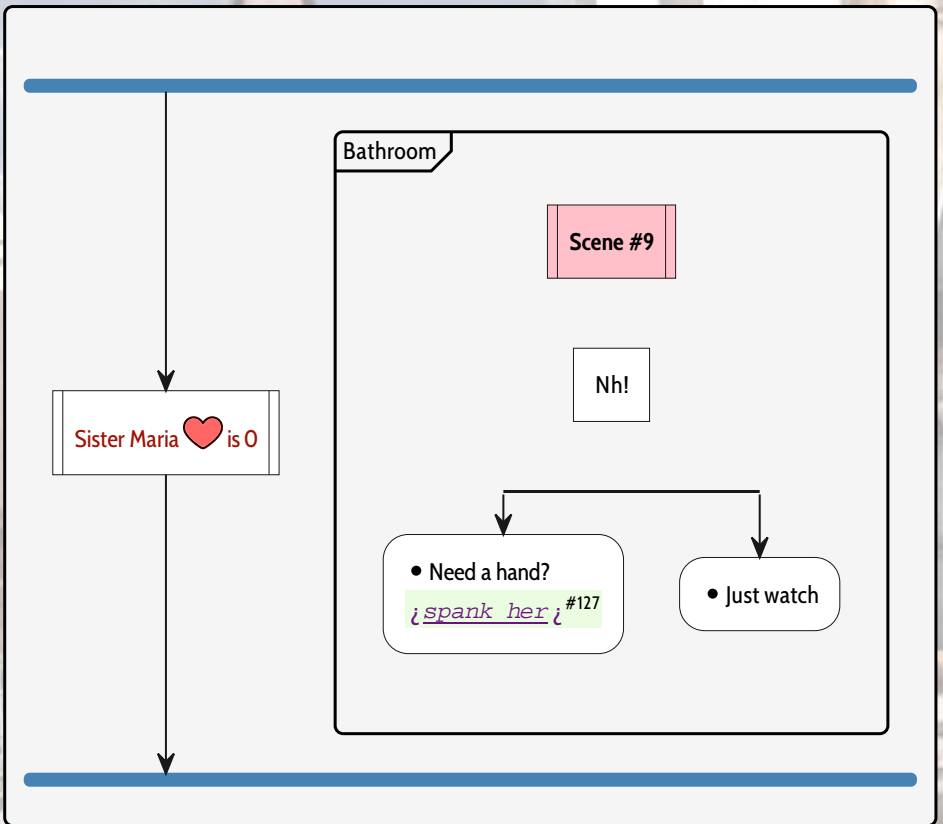 Bathroom
Scene #9
Nh!
Sister Maria is 0
• Need a hand?
¿spank her¿#127
• Just watch